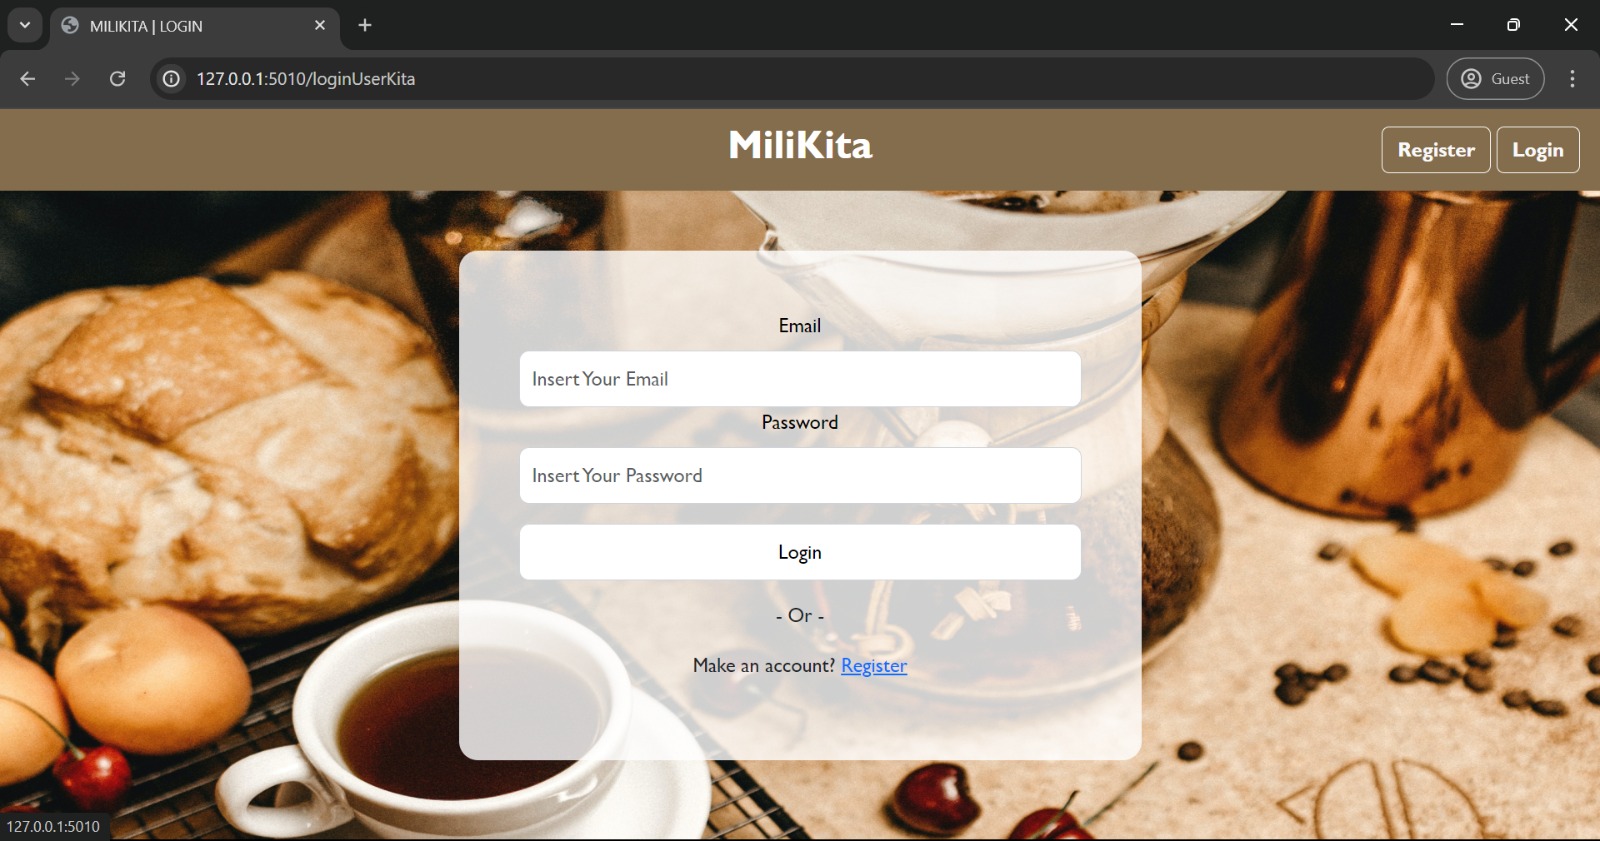 MILIKITA | LOGIN
127.0.0.1:5010/loginUserKita
Guest
MiliKita
Register
Login
Email
Insert Your Email
Password
Insert Your Password
Login
- Or -
Make an account? Register
127.0.0.1:5010